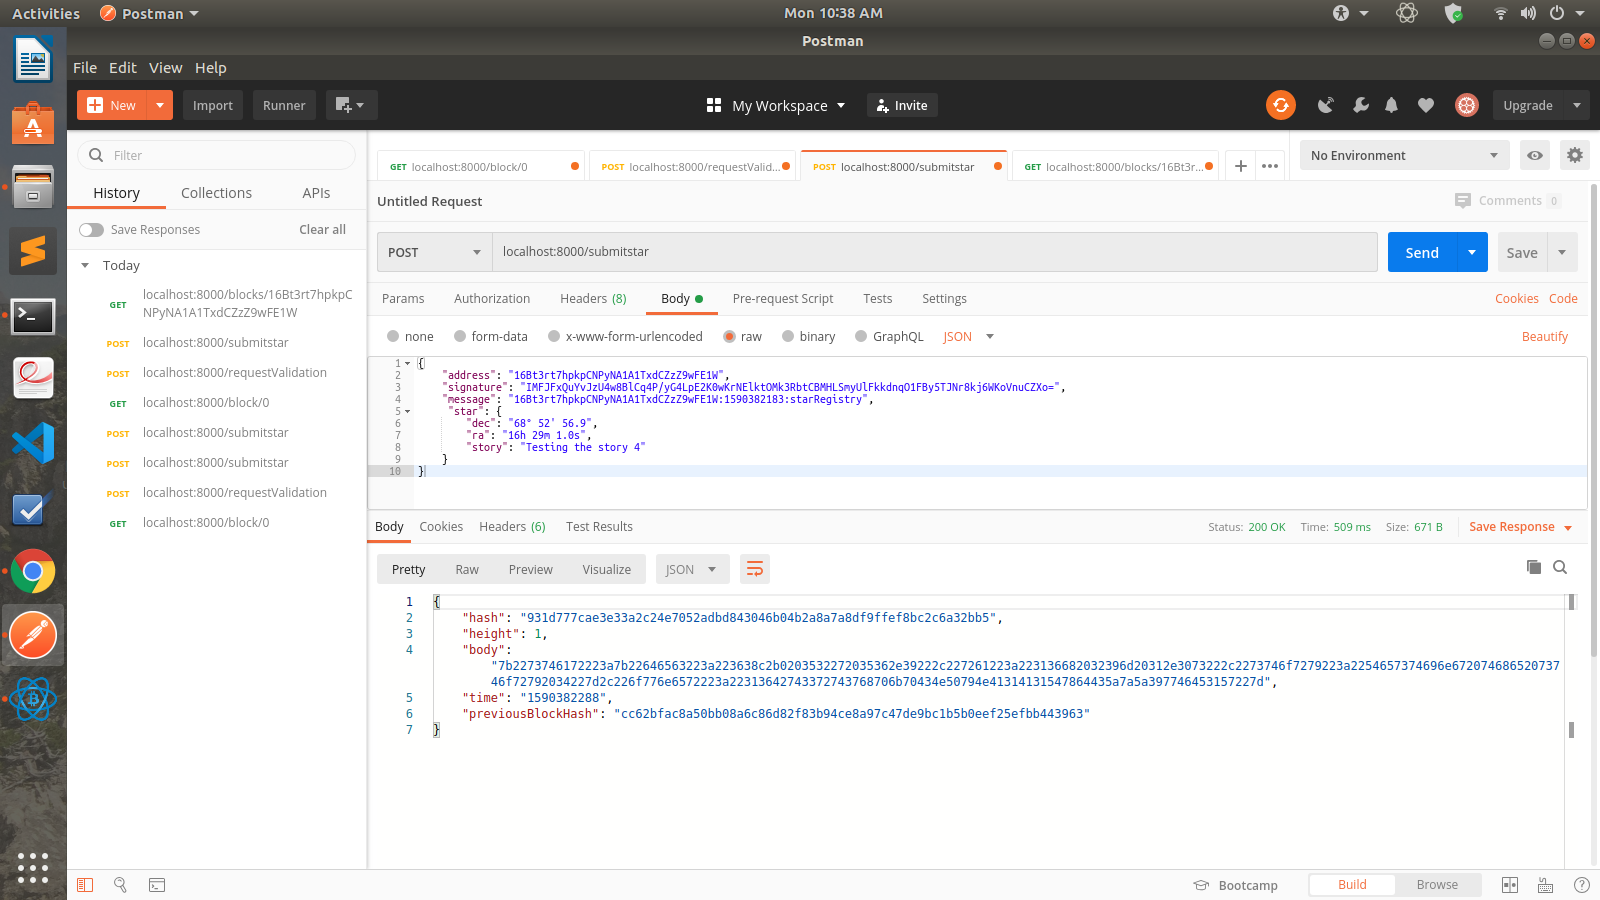 Activities
Postman
Mon 10:38 AM
Postman
File Edit View Help
New
Import
Runner
My Workspace
Invite
Upgrade
Filter
History
Collections
APIs
Save Responses
Clear all
Today
GET localhost:8000/blocks/16Bt3rt7hpkpC
NPyNA1A1TxdCZzZ9wFE1W
POST localhost:8000/submitstar
POST localhost:8000/requestValidation
GET localhost:8000/block/0
POST localhost:8000/submitstar
POST localhost:8000/submitstar
POST localhost:8000/requestValidation
GET localhost:8000/block/0
GET localhost:8000/block/0
POST localhost:8000/requestValid...
POST localhost:8000/submitstar
GET localhost:8000/blocks/16Bt3r...
No Environment
Untitled Request
Comments 0
POST
localhost:8000/submitstar
Send
Save
Params
Authorization
Headers (8)
Body
Pre-request Script
Tests
Settings
Cookies
Code
none
form-data
x-www-form-urlencoded
raw
binary
GraphQL
JSON
Beautify
1 {
2 "address": "16Bt3rt7hpkpCNPyNA1A1TxdCZzZ9wFE1W",
3 "signature": "IMFJFxQuYvJzU4w8BlCq4P/yG4LpE2K0wKrNElktOMk3RbtCBMHLSmyUlFkkdnqO1FBy5TJNr8kj6WKoVnuCZXo=",
4 "message": "16Bt3rt7hpkpCNPyNA1A1TxdCZzZ9wFE1W:1590382183:starRegistry",
5 "star": {
6 "dec": "68° 52' 56.9",
7 "ra": "16h 29m 1.0s",
8 "story": "Testing the story 4"
9 }
10 }
Body
Cookies
Headers (6)
Test Results
Status: 200 OK
Time: 509 ms
Size: 671 B
Save Response
Pretty
Raw
Preview
Visualize
JSON
1 {
2 "hash": "931d777cae3e33a2c24e7052adbd843046b04b2a8a7a8df9ffef8bc2c6a32bb5",
3 "height": 1,
4 "body":
"7b2273746172223a7b22646563223a223638c2b0203532272035362e39222c227261223a223136682032396d20312e3073222c2273746f7279223a2254657374696e67207468652073
46f72792034227d2c226f776e6572223a22313642743372743768706b70434e50794e413141315478644 35a7a5a397746453157227d",
5 "time": "1590382288",
6 "previousBlockHash": "cc62bfac8a50bb08a6c86d82f83b94ce8a97c47de9bc1b5b0eef25efbb443963"
7 }
Bootcamp
Build
Browse